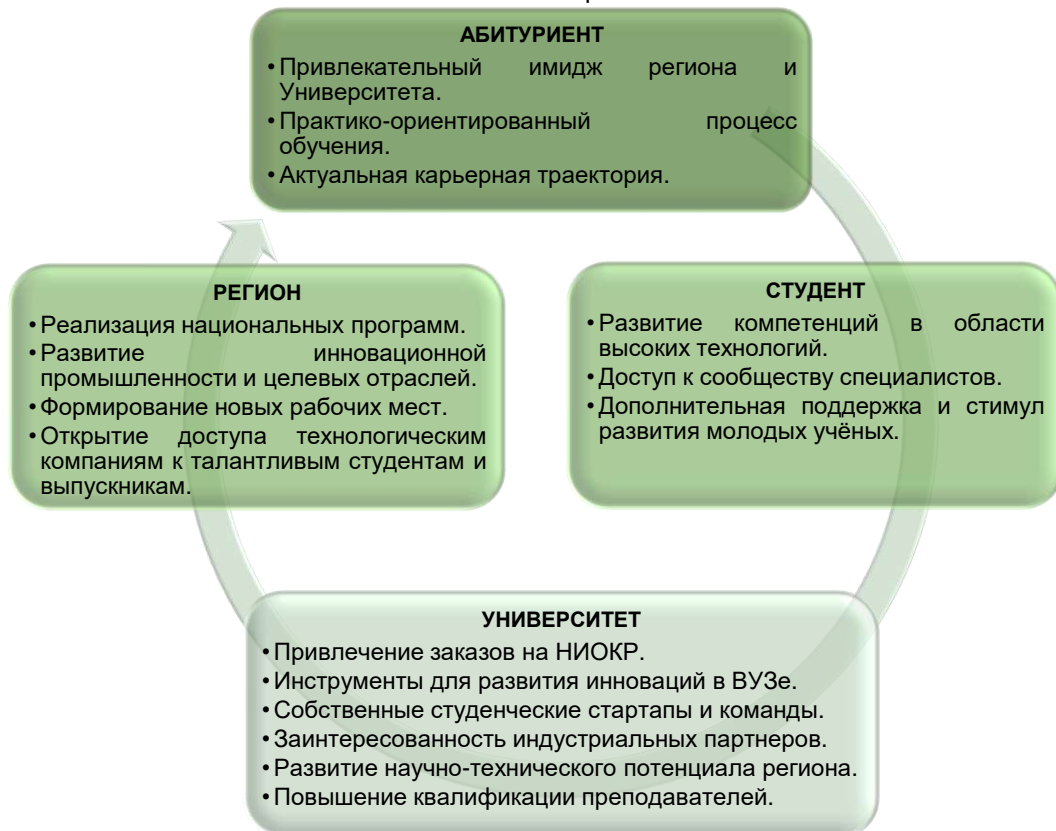 АБИТУРИЕНТ
•Привлекательный имидж региона и
Университета.
•Практико-ориентированный процесс
обучения.
•Актуальная карьерная траектория.
РЕГИОН
•Реализация национальных программ.
•Развитие инновационной
промышленности и целевых отраслей.
•Формирование новых рабочих мест.
•Открытие доступа технологическим
компаниям к талантливым студентам и
выпускникам.
СТУДЕНТ
•Развитие компетенций в области
высоких технологий.
•Доступ к сообществу специалистов.
•Дополнительная поддержка и стимул
развития молодых учёных.
УНИВЕРСИТЕТ
•Привлечение заказов на НИОКР.
•Инструменты для развития инноваций в ВУЗе.
•Собственные студенческие стартапы и команды.
•Заинтересованность индустриальных партнеров.
•Развитие научно-технического потенциала региона.
•Повышение квалификации преподавателей.